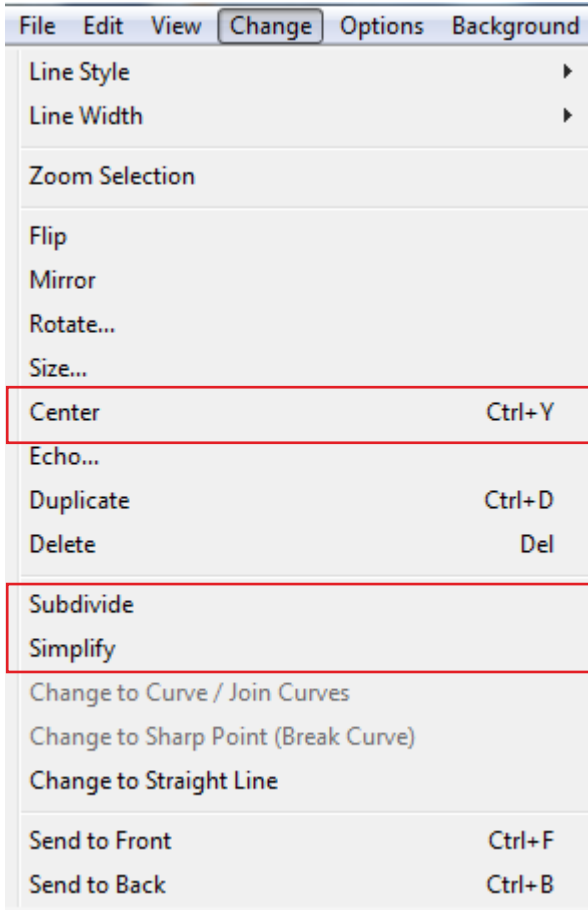 File Edit View Change Options Background
Line Style
Line Width
Zoom Selection
Flip
Mirror
Rotate...
Size...
Center Ctrl+Y
Echo...
Duplicate Ctrl+D
Delete Del
Subdivide
Simplify
Change to Curve / Join Curves
Change to Sharp Point (Break Curve)
Change to Straight Line
Send to Front Ctrl+F
Send to Back Ctrl+B